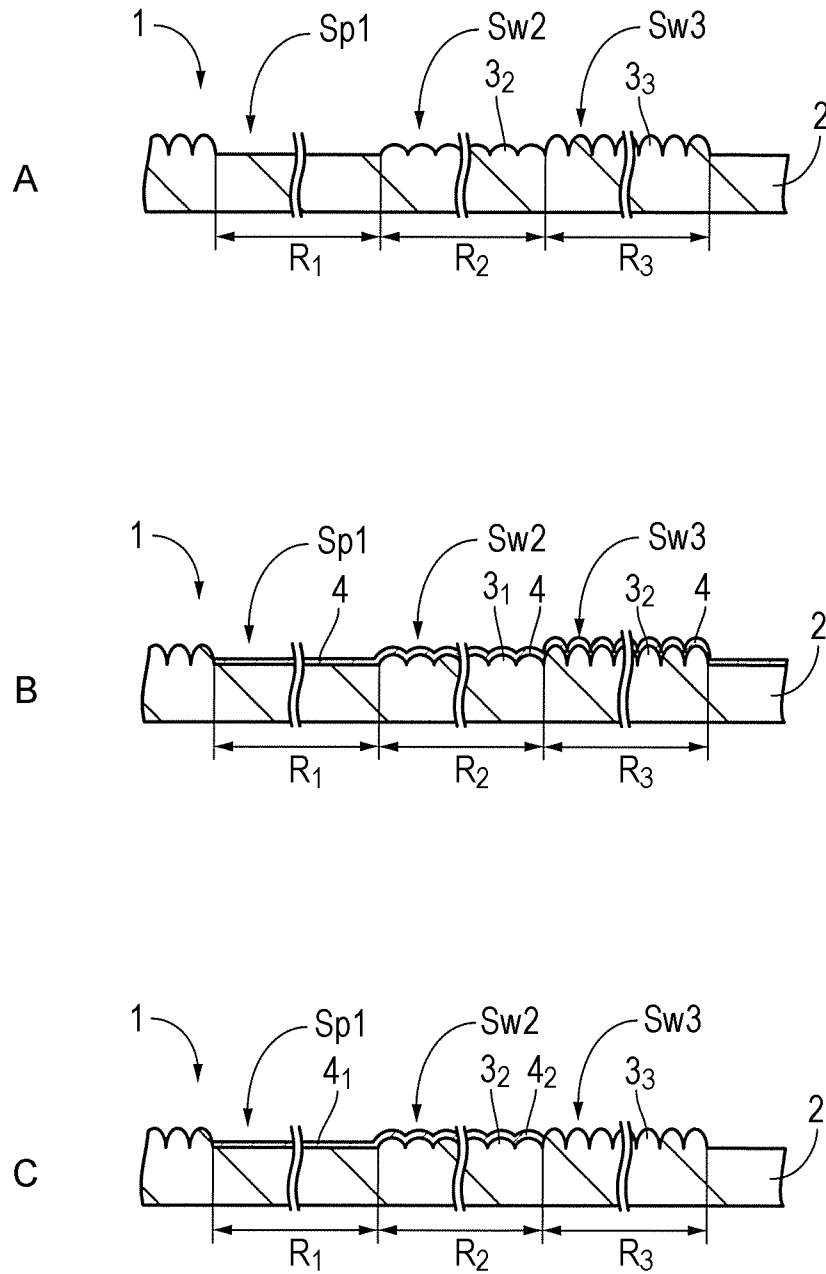 1 Sp1 Sw2 3₂ Sw3 3₃ 2
A
R₁ R₂ R₃
1 Sp1 4 Sw2 3₁ 4 Sw3 3₂ 4 2
B
R₁ R₂ R₃
1 Sp1 4₁ Sw2 3₂ 4₂ Sw3 3₃ 2
C
R₁ R₂ R₃